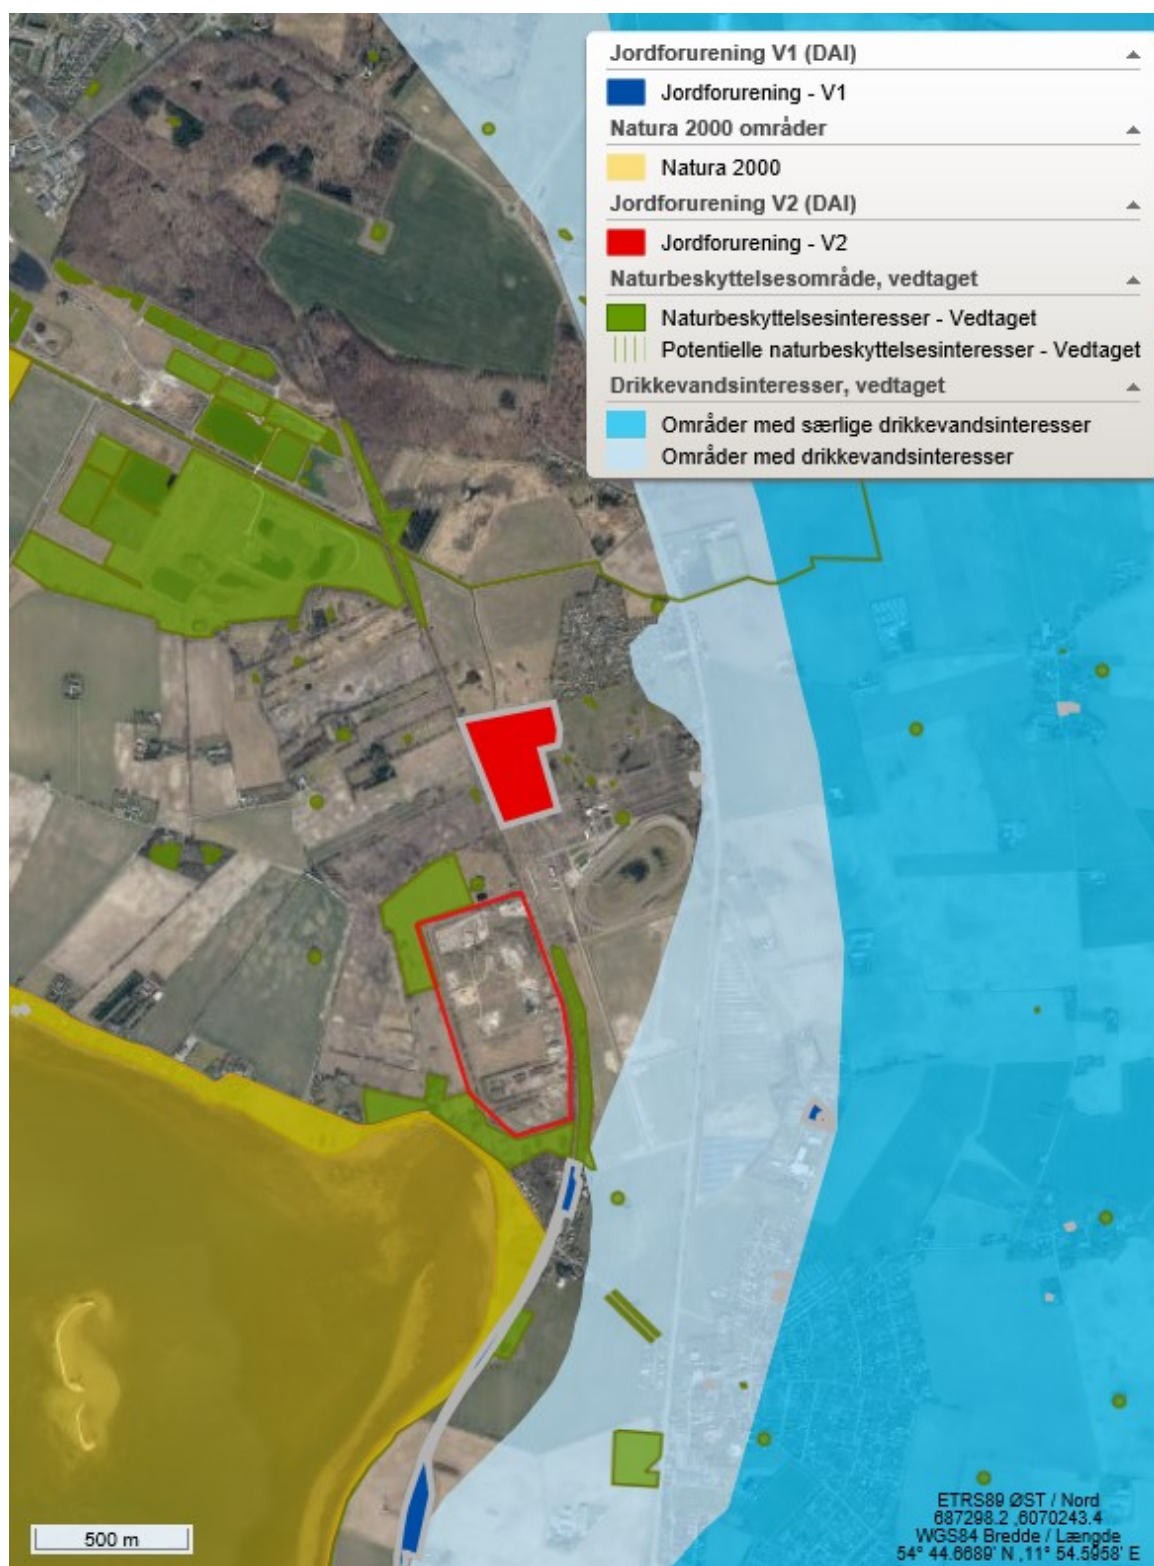 Jordforurening V1 (DAI)
Jordforurening - V1
Natura 2000 områder
Natura 2000
Jordforurening V2 (DAI)
Jordforurening - V2
Naturbeskyttelsesområde, vedtaget
Naturbeskyttelsesinteresser - Vedtaget
Potentielle naturbeskyttelsesinteresser - Vedtaget
Drikkevandsinteresser, vedtaget
Områder med særlige drikkevandsinteresser
Områder med drikkevandsinteresser
500 m
ETRS89 ØST / Nord
687298.2 ,6070243.4
WGS84 Bredde / Længde
54° 44.6689' N ,11° 54.5958' E